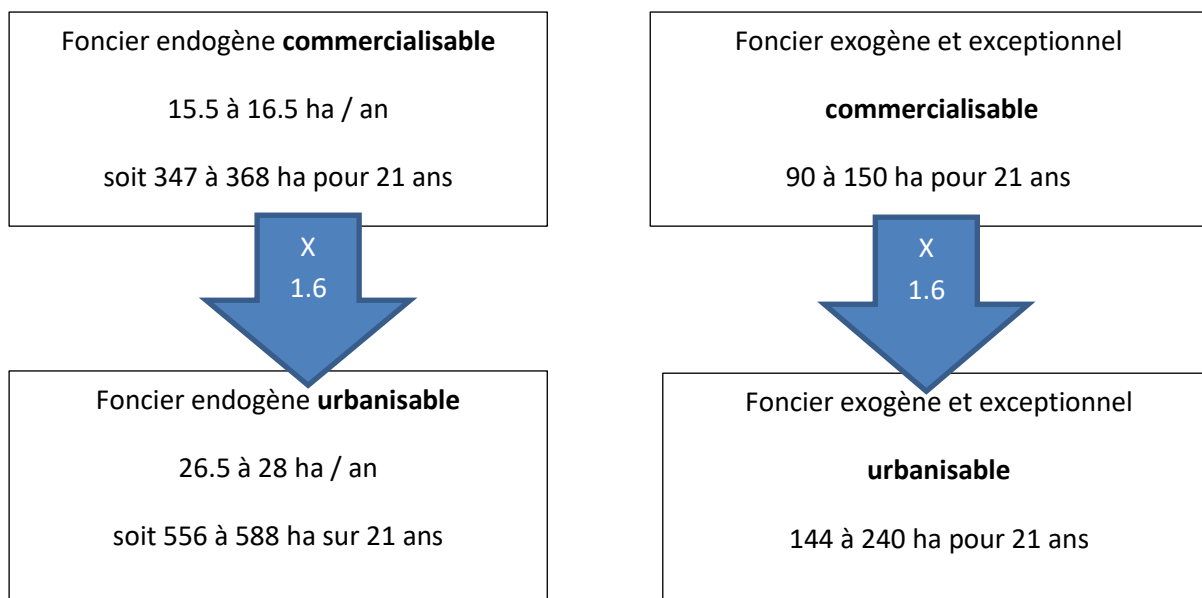 Foncier endogène commercialisable
15.5 à 16.5 ha / an
soit 347 à 368 ha pour 21 ans
X
1.6
Foncier endogène urbanisable
26.5 à 28 ha / an
soit 556 à 588 ha sur 21 ans
Foncier exogène et exceptionnel
commercialisable
90 à 150 ha pour 21 ans
X
1.6
Foncier exogène et exceptionnel
urbanisable
144 à 240 ha pour 21 ans